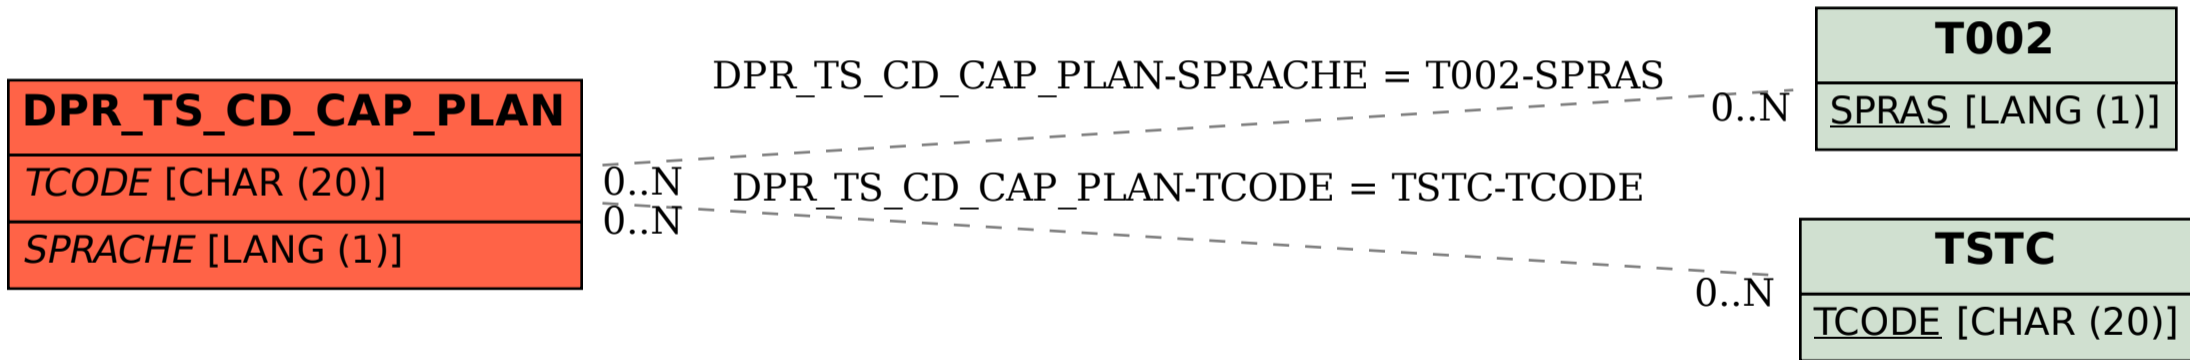 DPR_TS_CD_CAP_PLAN
TCODE [CHAR (20)]
SPRACHE [LANG (1)]
DPR_TS_CD_CAP_PLAN-SPRACHE = T002-SPRAS
0..N
0..N
DPR_TS_CD_CAP_PLAN-TCODE = TSTC-TCODE
0..N
0..N
T002
SPRAS [LANG (1)]
TSTC
TCODE [CHAR (20)]